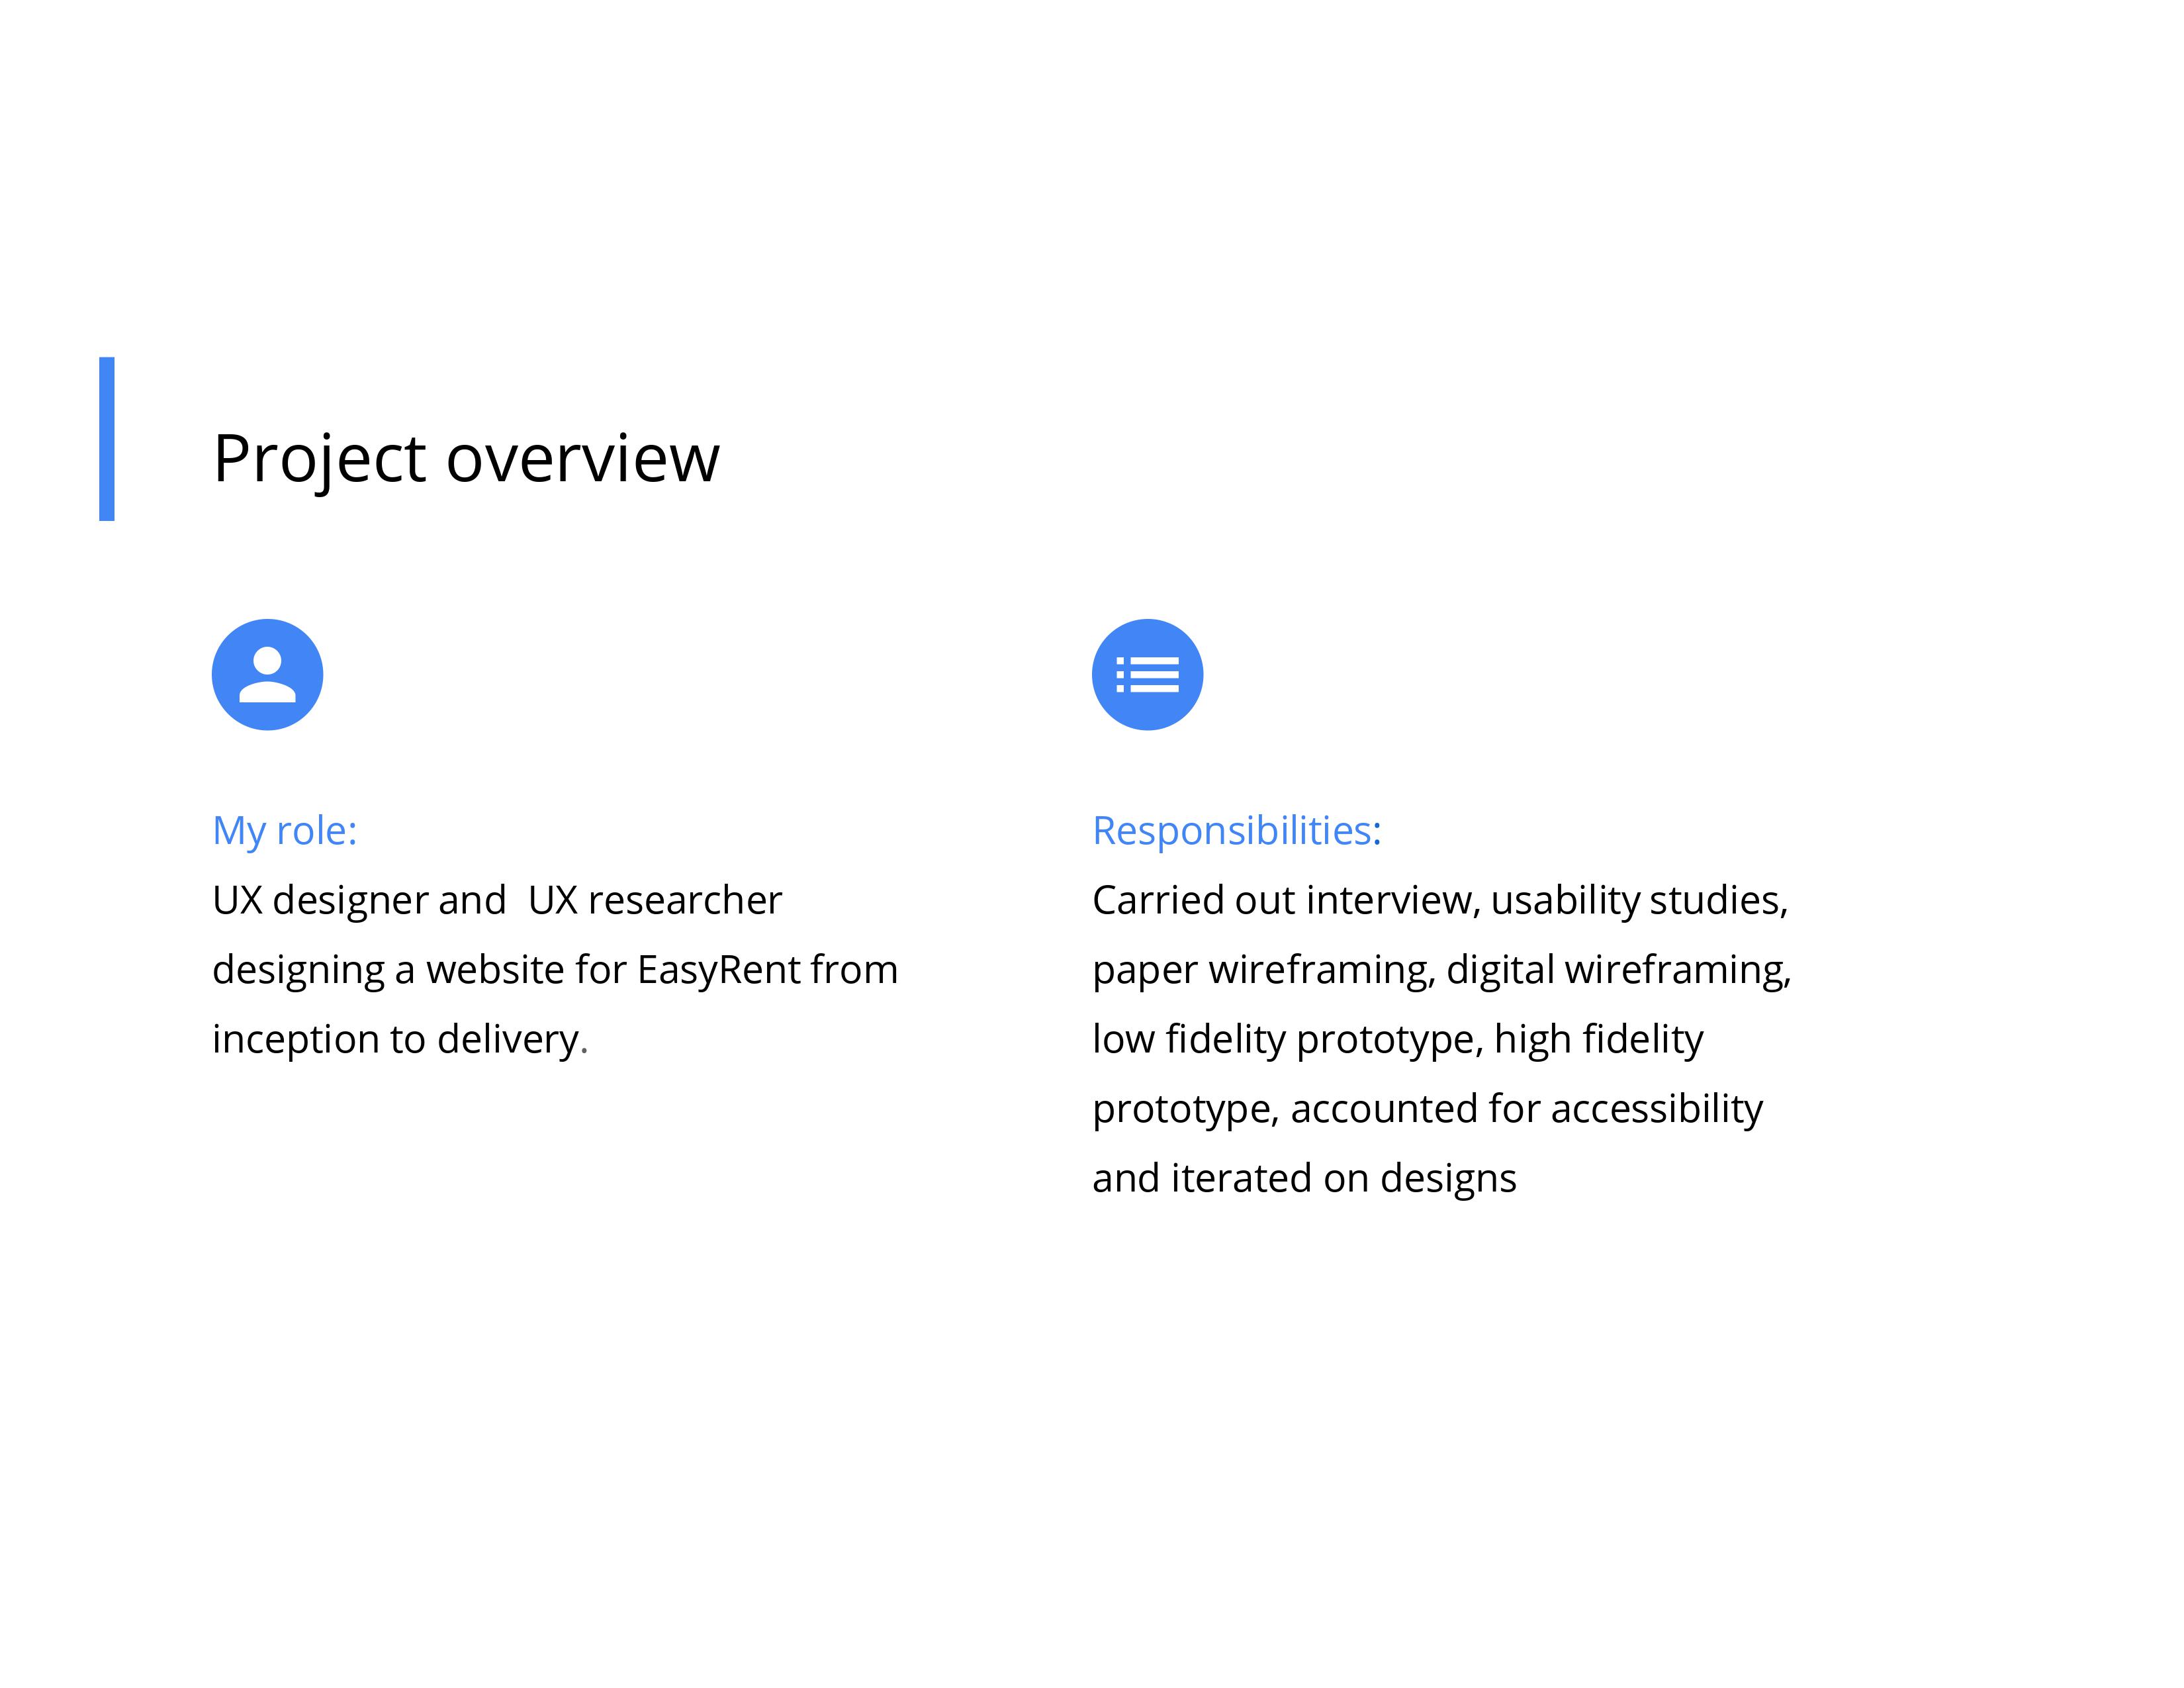 Project overview
My role:
UX designer and  UX researcher
designing a website for EasyRent from
inception to delivery.
Responsibilities:
Carried out interview, usability studies,
paper wireframing, digital wireframing,
low fidelity prototype, high fidelity
prototype, accounted for accessibility
and iterated on designs